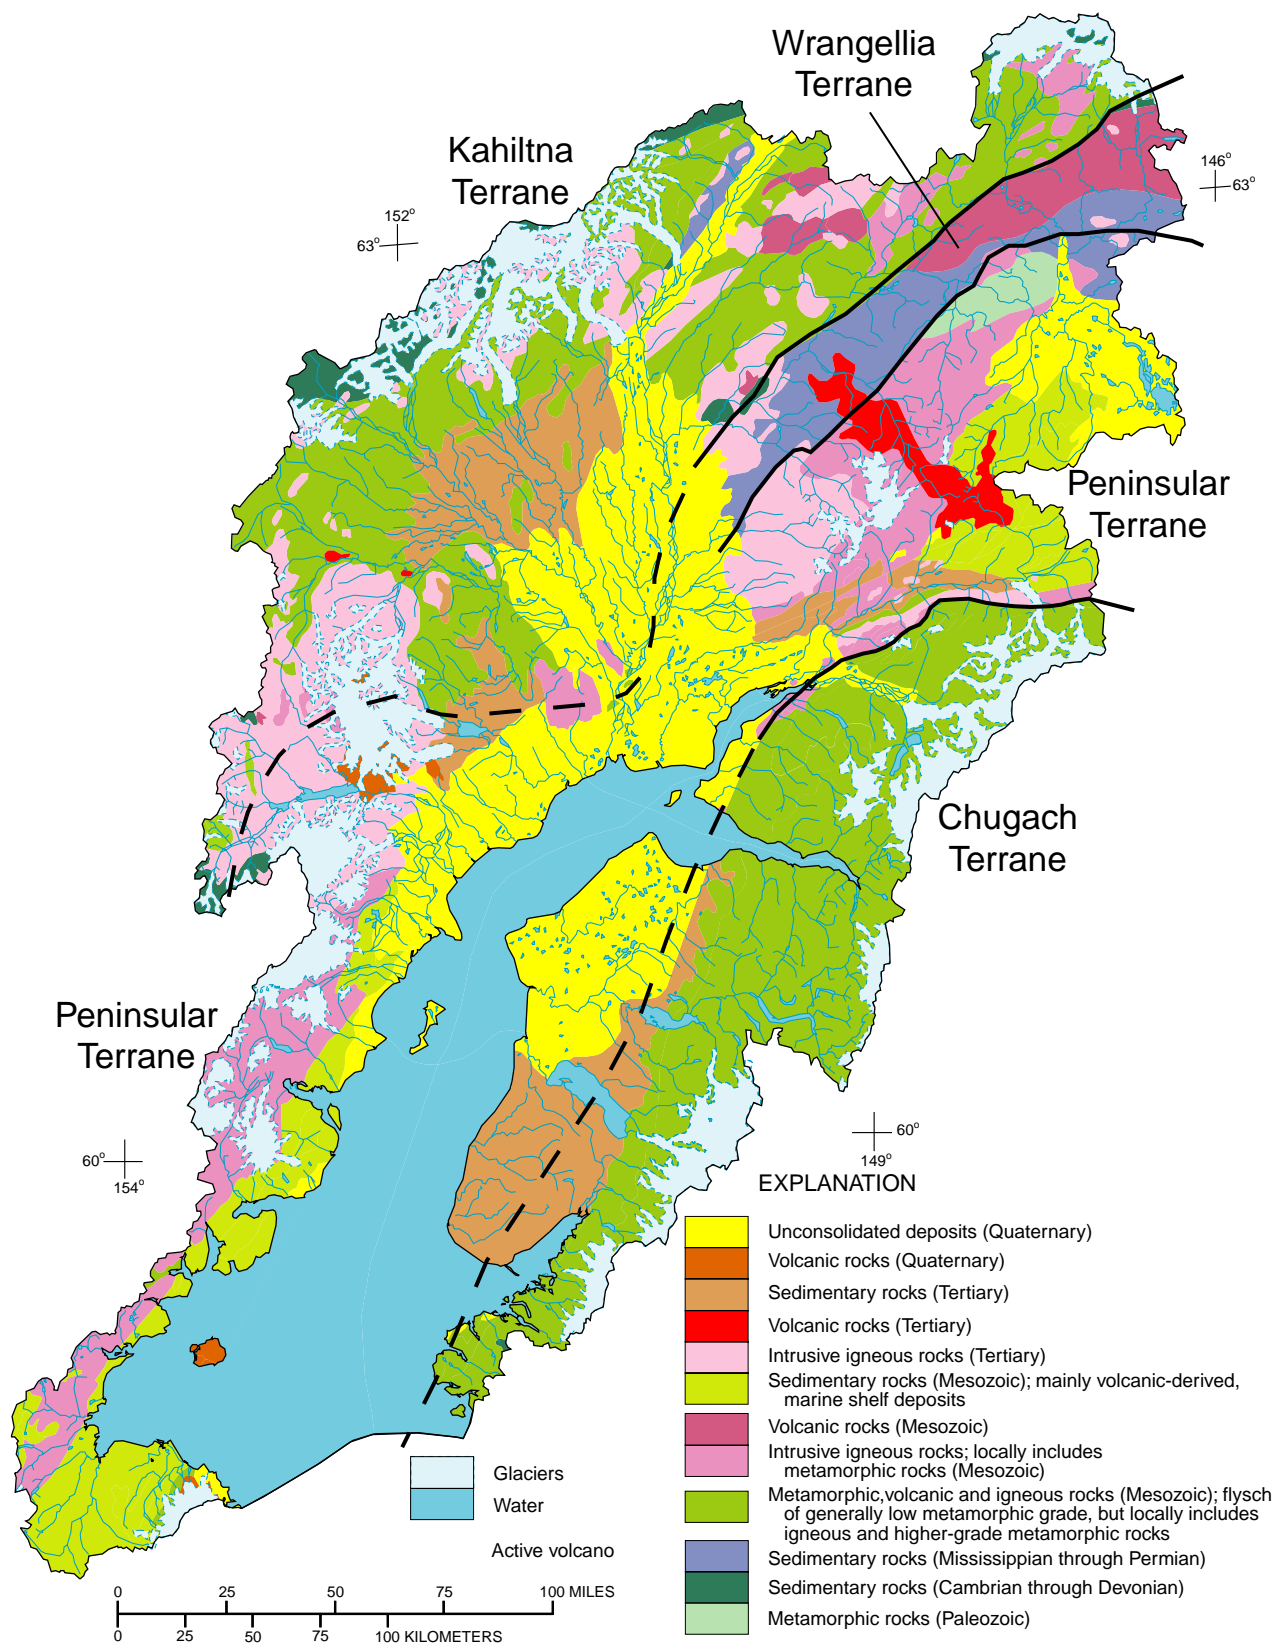 Wrangellia
Terrane
Kahiltna
Terrane
146°
63°
152°
63°
Peninsular
Terrane
Chugach
Terrane
Peninsular
Terrane
60°
149°
60°
154°
EXPLANATION
Unconsolidated deposits (Quaternary)
Volcanic rocks (Quaternary)
Sedimentary rocks (Tertiary)
Volcanic rocks (Tertiary)
Intrusive igneous rocks (Tertiary)
Sedimentary rocks (Mesozoic); mainly volcanic-derived,
marine shelf deposits
Volcanic rocks (Mesozoic)
Intrusive igneous rocks; locally includes
metamorphic rocks (Mesozoic)
Metamorphic,volcanic and igneous rocks (Mesozoic); flysch
of generally low metamorphic grade, but locally includes
igneous and higher-grade metamorphic rocks
Sedimentary rocks (Mississippian through Permian)
Sedimentary rocks (Cambrian through Devonian)
Metamorphic rocks (Paleozoic)
Glaciers
Water
Active volcano
0 25 50 75 100 MILES
0 25 50 75 100 KILOMETERS